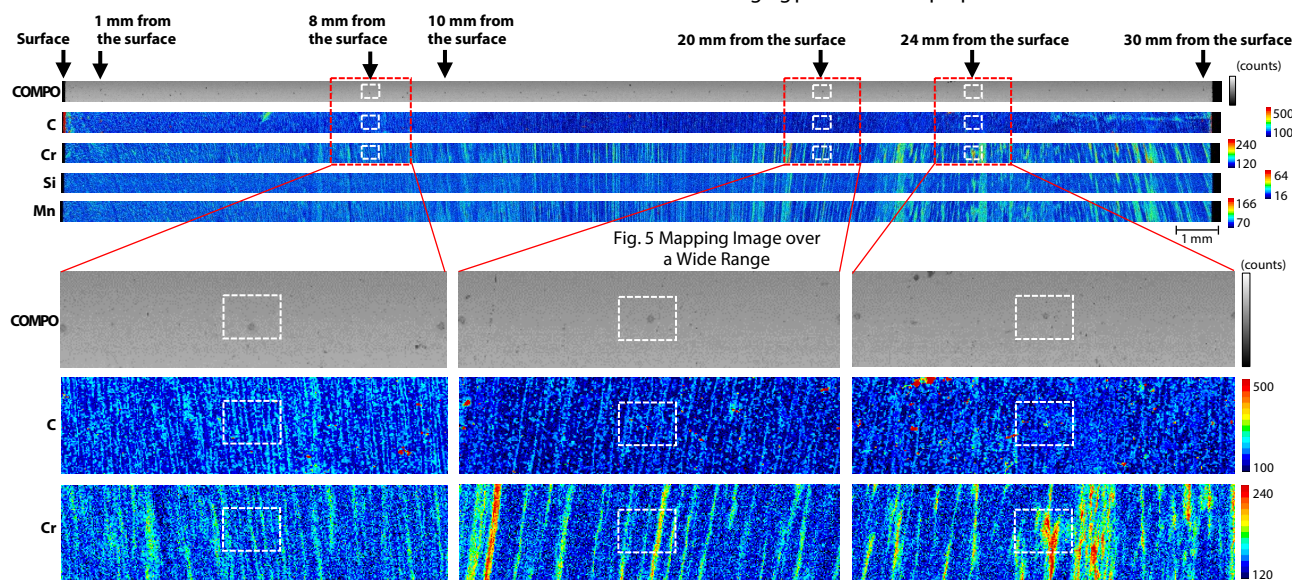 1 mm from
the surface
8 mm from
the surface
10 mm from
the surface
Surface
20 mm from the surface
24 mm from the surface
30 mm from the surface
(counts)
COMPO
C
500
100
Cr
240
120
Si
64
16
Mn
166
70
1 mm
Fig. 5 Mapping Image over
a Wide Range
(counts)
COMPO
C
500
100
Cr
240
120